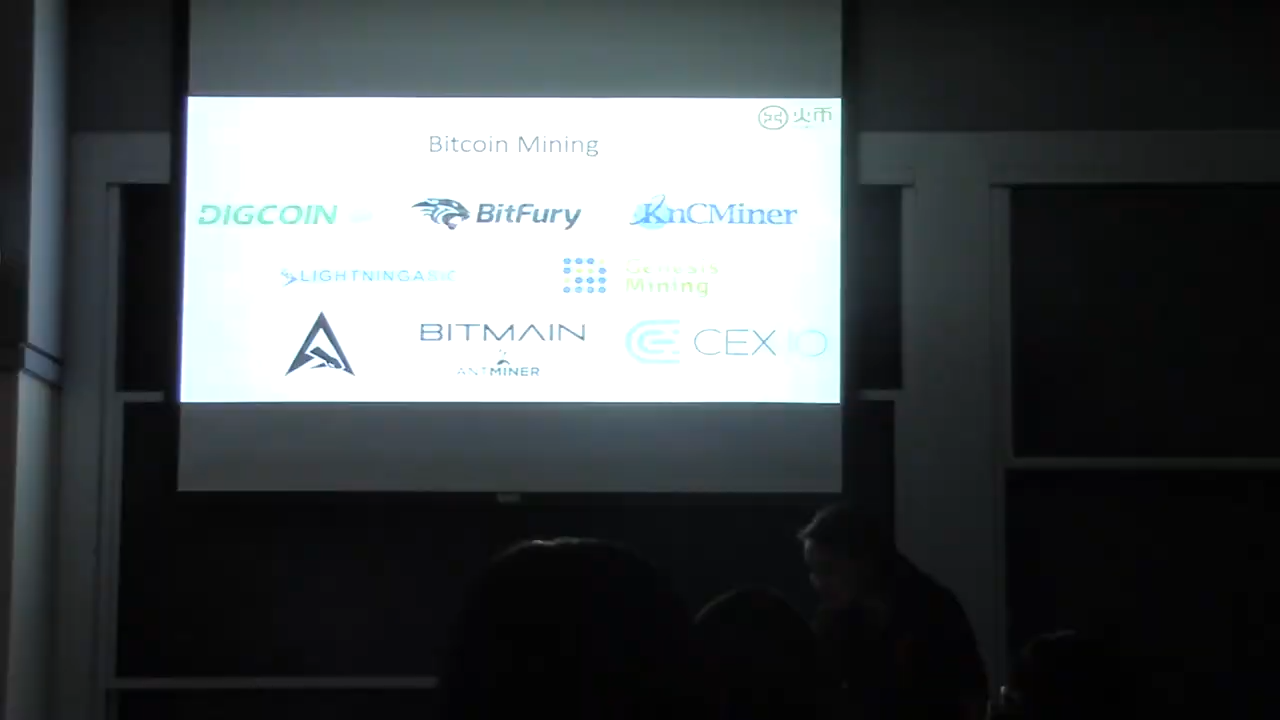 火币
Bitcoin Mining
DIGCOIN
BitFury
KnCMiner
LIGHTNINGASIC
Genesis
Mining
BITMAIN
ANTMINER
CEX IO